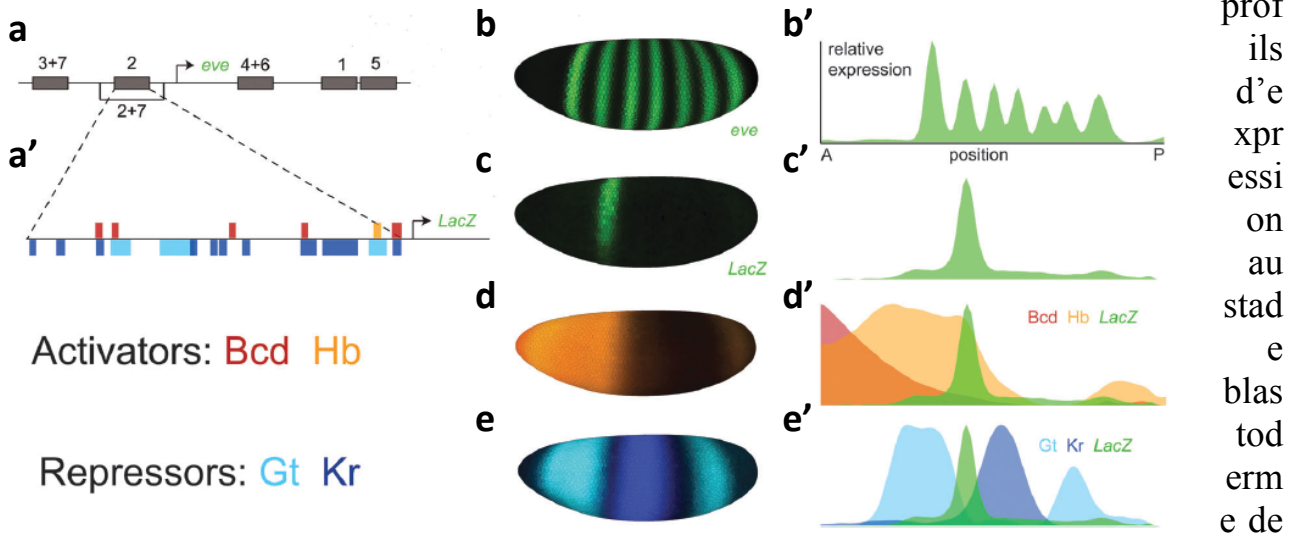 a
3+7
2
eve
4+6
1
5
2+7
a'
LacZ
Activators: Bcd Hb
Repressors: Gt Kr
b
eve
c
LacZ
d
e
b'
relative
expression
A
position
P
c'
d'
Bcd Hb LacZ
e'
Gt Kr LacZ
prof
ils
d’e
xpr
essi
on
au
stad
e
blas
tod
erm
e de